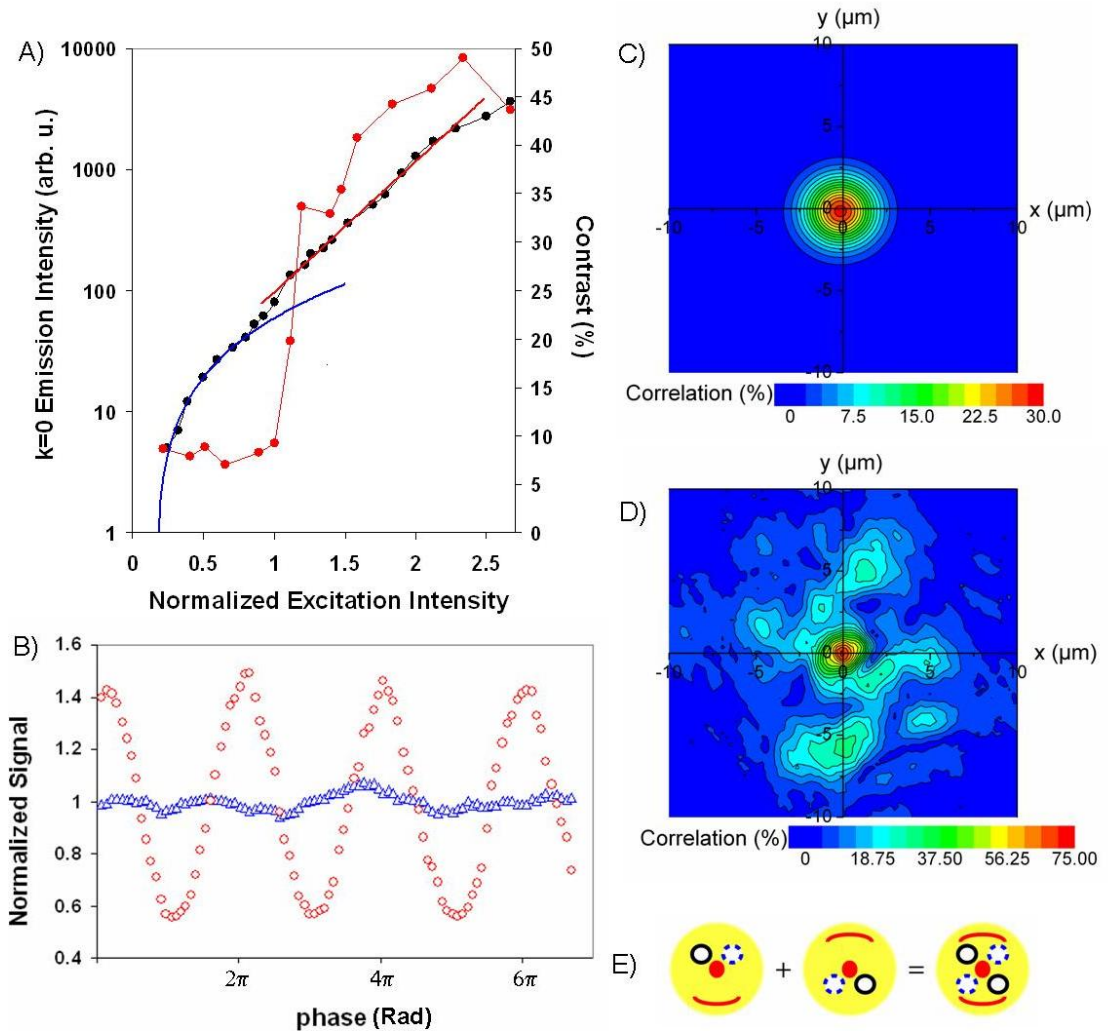 A)
10000
1000
100
10
1
k=0 Emission Intensity (arb. u.)
50
45
40
35
30
25
20
15
10
5
0
Contrast (%)
0 0.5 1 1.5 2 2.5
Normalized Excitation Intensity
B)
1.6
1.4
1.2
1
0.8
0.6
0.4
Normalized Signal
2π 4π 6π
phase (Rad)
C)
y (µm)
10
5
0
-10 -5 0 5 10
x (µm)
-5
-10
Correlation (%)
0 7.5 15.0 22.5 30.0
D)
y (µm)
10
5
0
-10 -5 0 5 10
x (µm)
-5
-10
Correlation (%)
0 18.75 37.50 56.25 75.00
E)
+ =